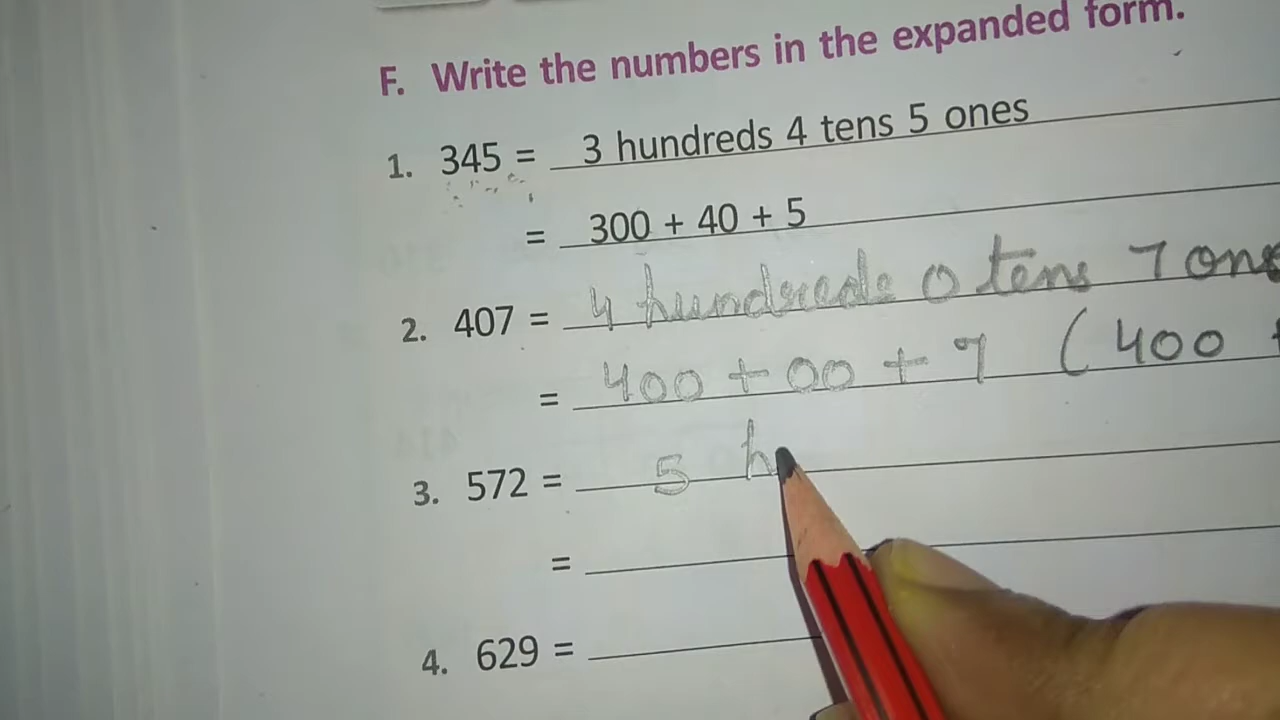 F. Write the numbers in the expanded form.
1. 345 = 3 hundreds 4 tens 5 ones
= 300 + 40 + 5
2. 407 = 4 hundreds 0 tens 7 ones
= 400 + 00 + 7 (400 +
3. 572 = 5 h
=
4. 629 =